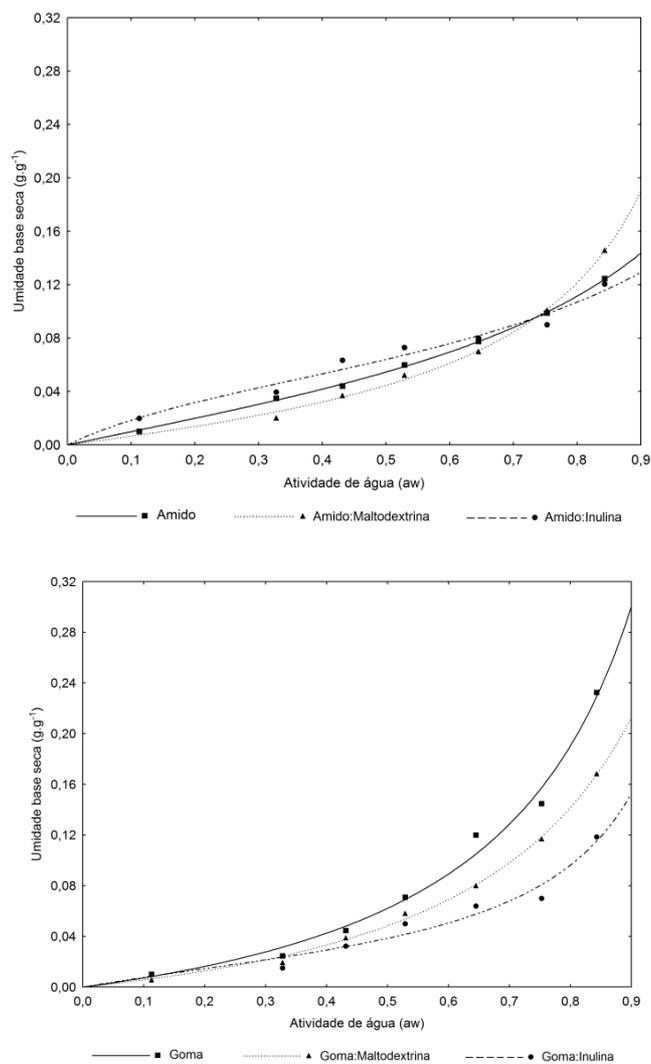 0,32
0,28
0,24
0,20
0,16
0,12
0,08
0,04
0,00
Umidade base seca (g.g-1)
0,0 0,1 0,2 0,3 0,4 0,5 0,6 0,7 0,8 0,9
Atividade de água (aw)
Amido Amido:Maltodextrina Amido:Inulina
0,32
0,28
0,24
0,20
0,16
0,12
0,08
0,04
0,00
Umidade base seca (g.g-1)
0,0 0,1 0,2 0,3 0,4 0,5 0,6 0,7 0,8 0,9
Atividade de água (aw)
Goma Goma:Maltodextrina Goma:Inulina